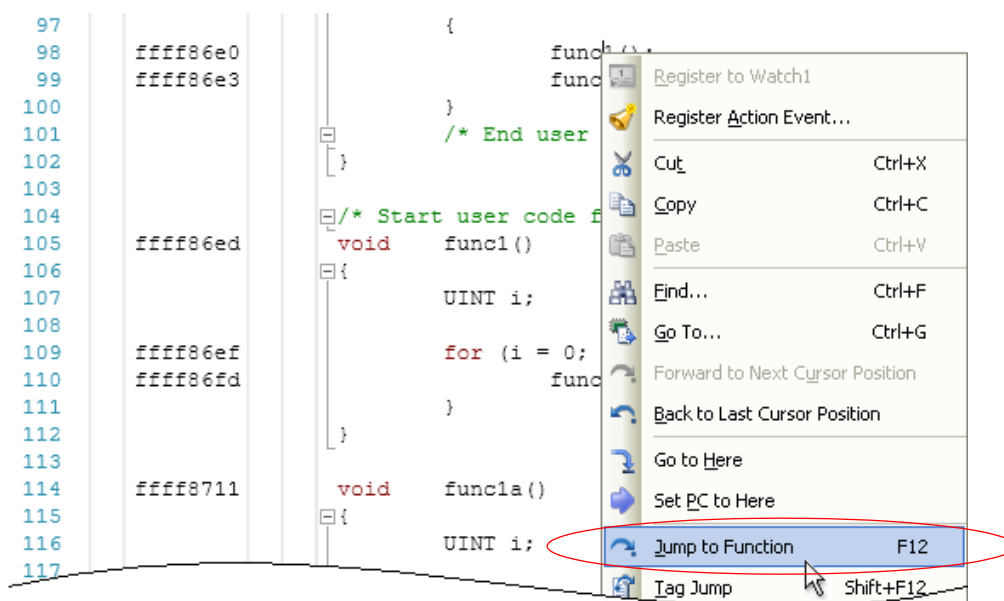 97 {
98 ffff86e0 func1();
99 ffff86e3 func
100 }
101 /* End user
102 }
103
104 /* Start user code f
105 ffff86ed void func1()
106 {
107 UINT i;
108
109 ffff86ef for (i = 0;
110 ffff86fd func
111 }
112 }
113
114 ffff8711 void func1a()
115 {
116 UINT i;
117
Register to Watch1
Register Action Event...
Cut Ctrl+X
Copy Ctrl+C
Paste Ctrl+V
Find... Ctrl+F
Go To... Ctrl+G
Forward to Next Cursor Position
Back to Last Cursor Position
Go to Here
Set PC to Here
Jump to Function F12
Tag Jump Shift+F12